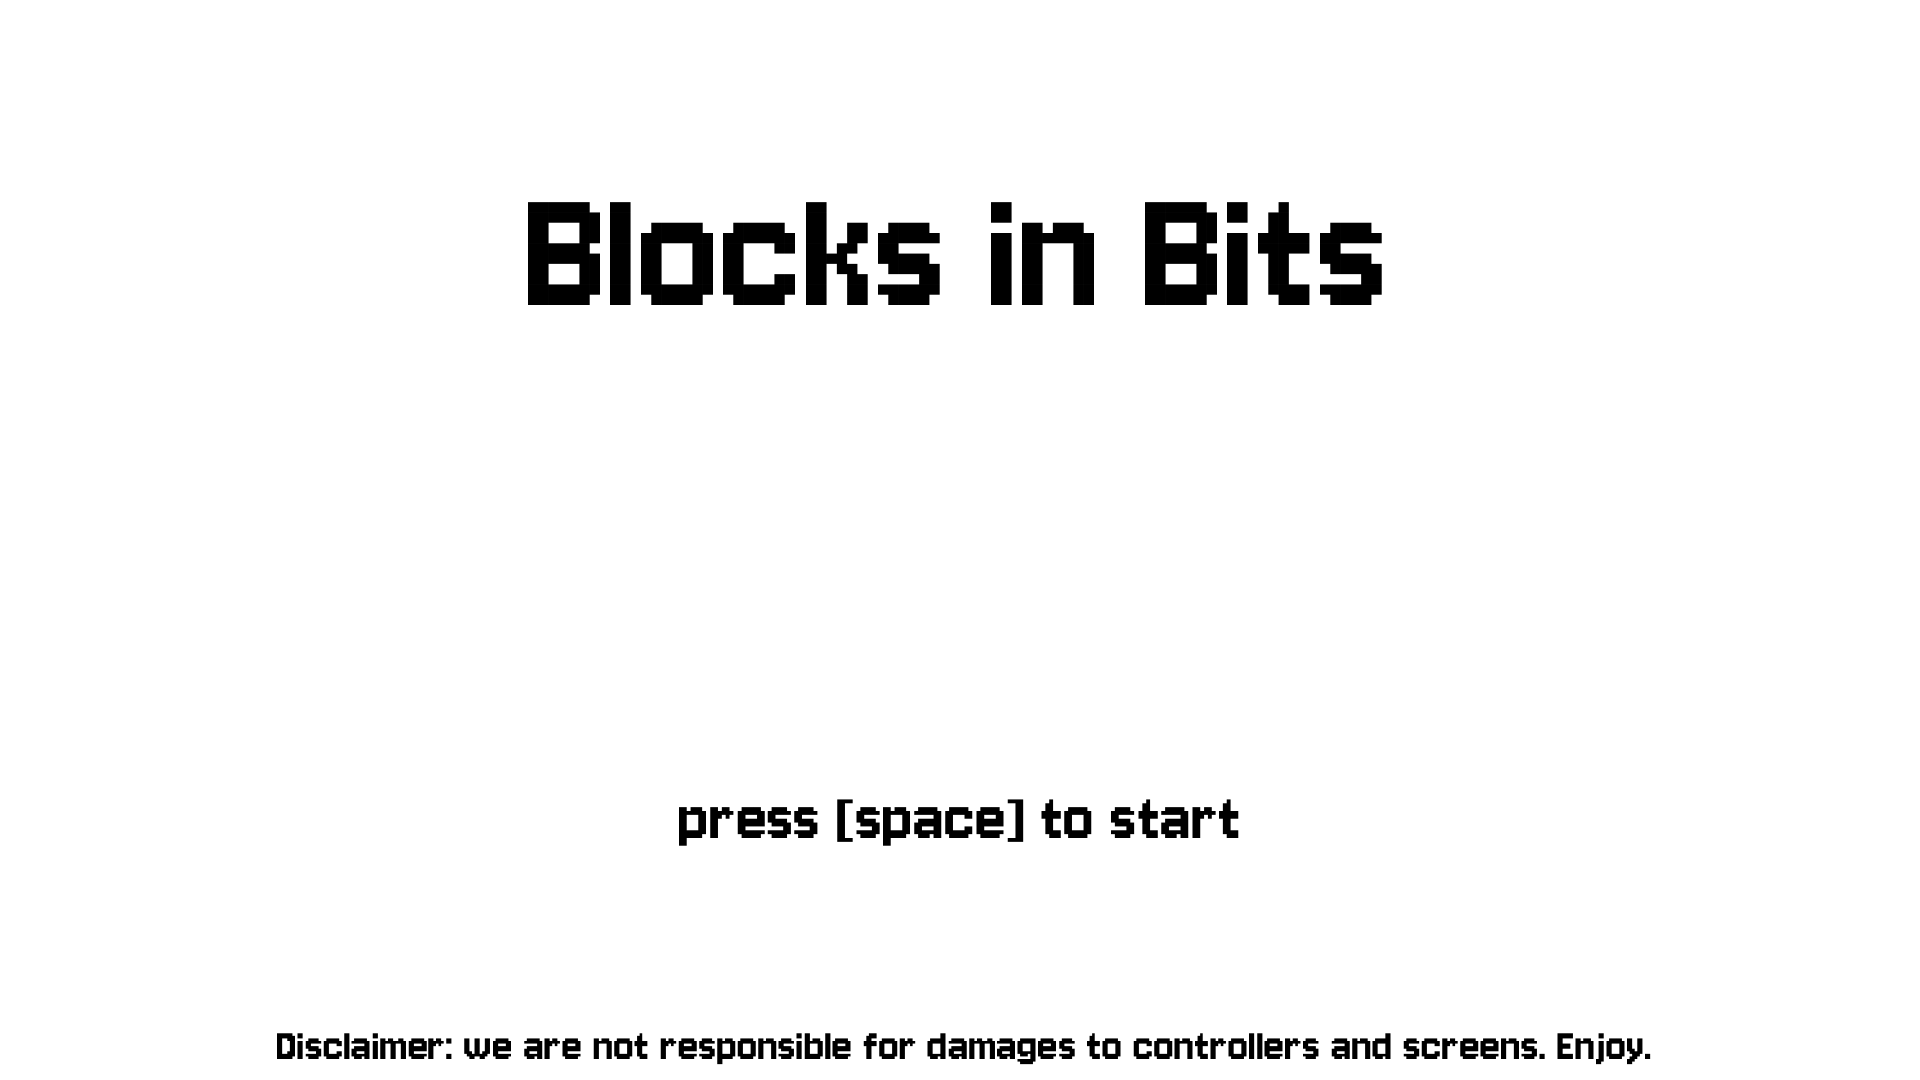 Blocks in Bits
press [space] to start
Disclaimer: we are not responsible for damages to controllers and screens. Enjoy.